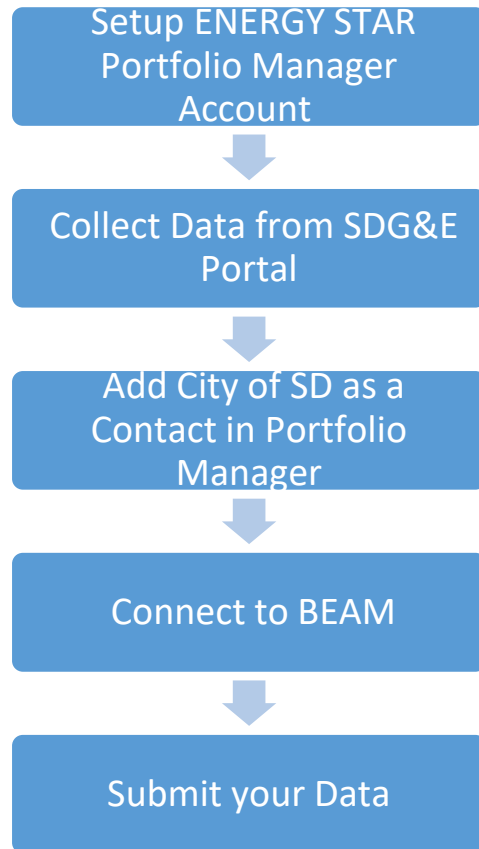 Setup ENERGY STAR
Portfolio Manager
Account
Collect Data from SDG&E
Portal
Add City of SD as a
Contact in Portfolio
Manager
Connect to BEAM
Submit your Data